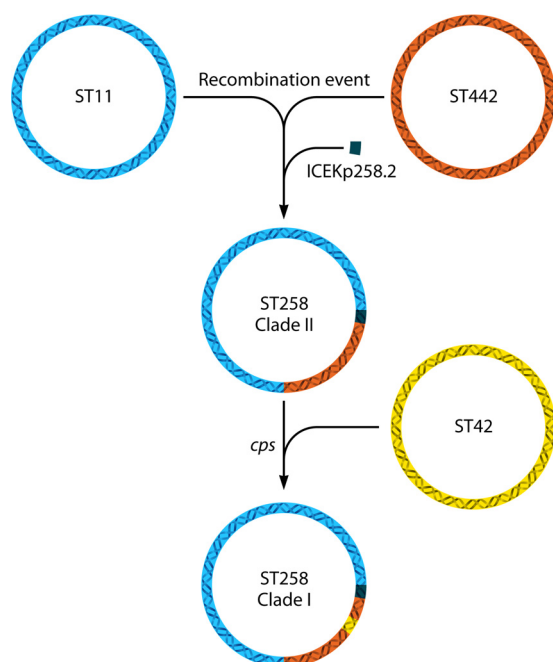 ST11
Recombination event
ST442
ICEKp258.2
ST258
Clade II
ST42
cps
ST258
Clade I